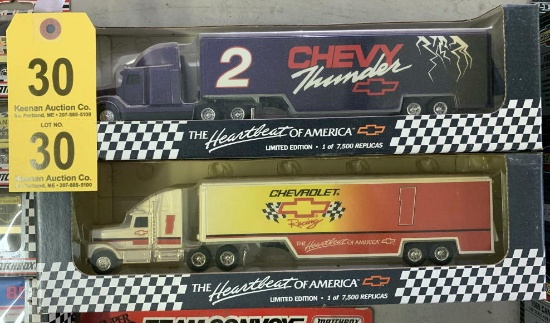 30
Keenan Auction Co.
So. Portland, ME • 207-885-5100
LOT NO.
30
Keenan Auction Co.
So. Portland, ME • 207-885-5100
2
CHEVY
Thunder
THE Heartbeat OF AMERICA
LIMITED EDITION • 1 of 7,500 REPLICAS
1
CHEVROLET
Racing
1
THE Heartbeat OF AMERICA
THE Heartbeat OF AMERICA
LIMITED EDITION • 1 of 7,500 REPLICAS
TEAM CONVOY
MATCHBOX
MATCHBOX